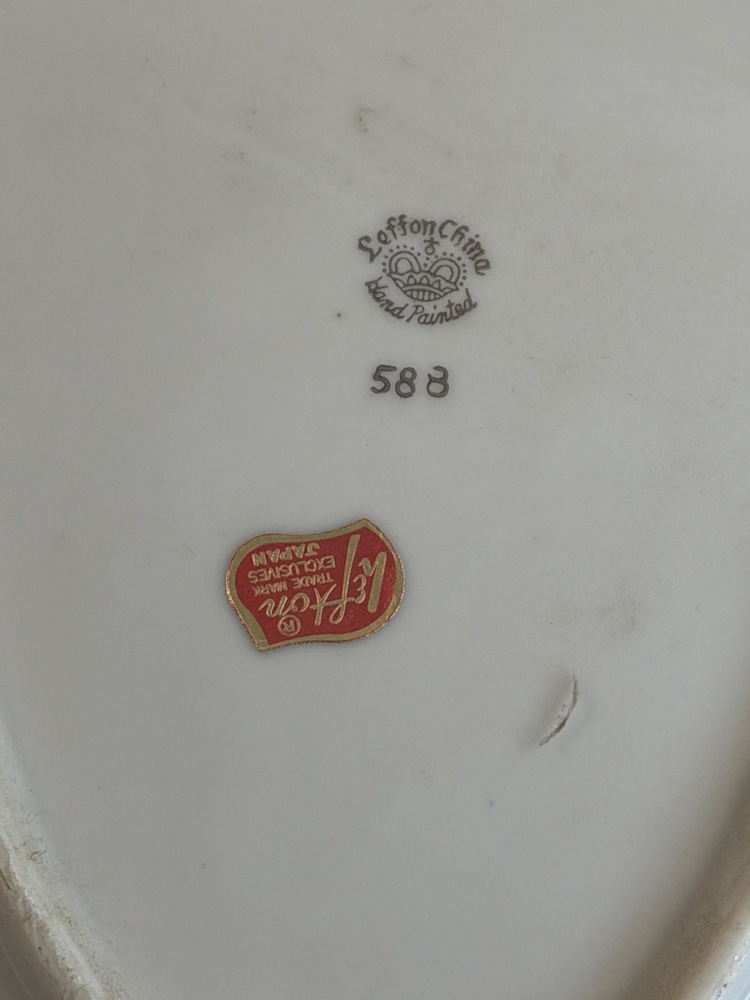 Lefton China
Hand Painted
588
Lefton
®
TRADE MARK
EXCLUSIVES
JAPAN